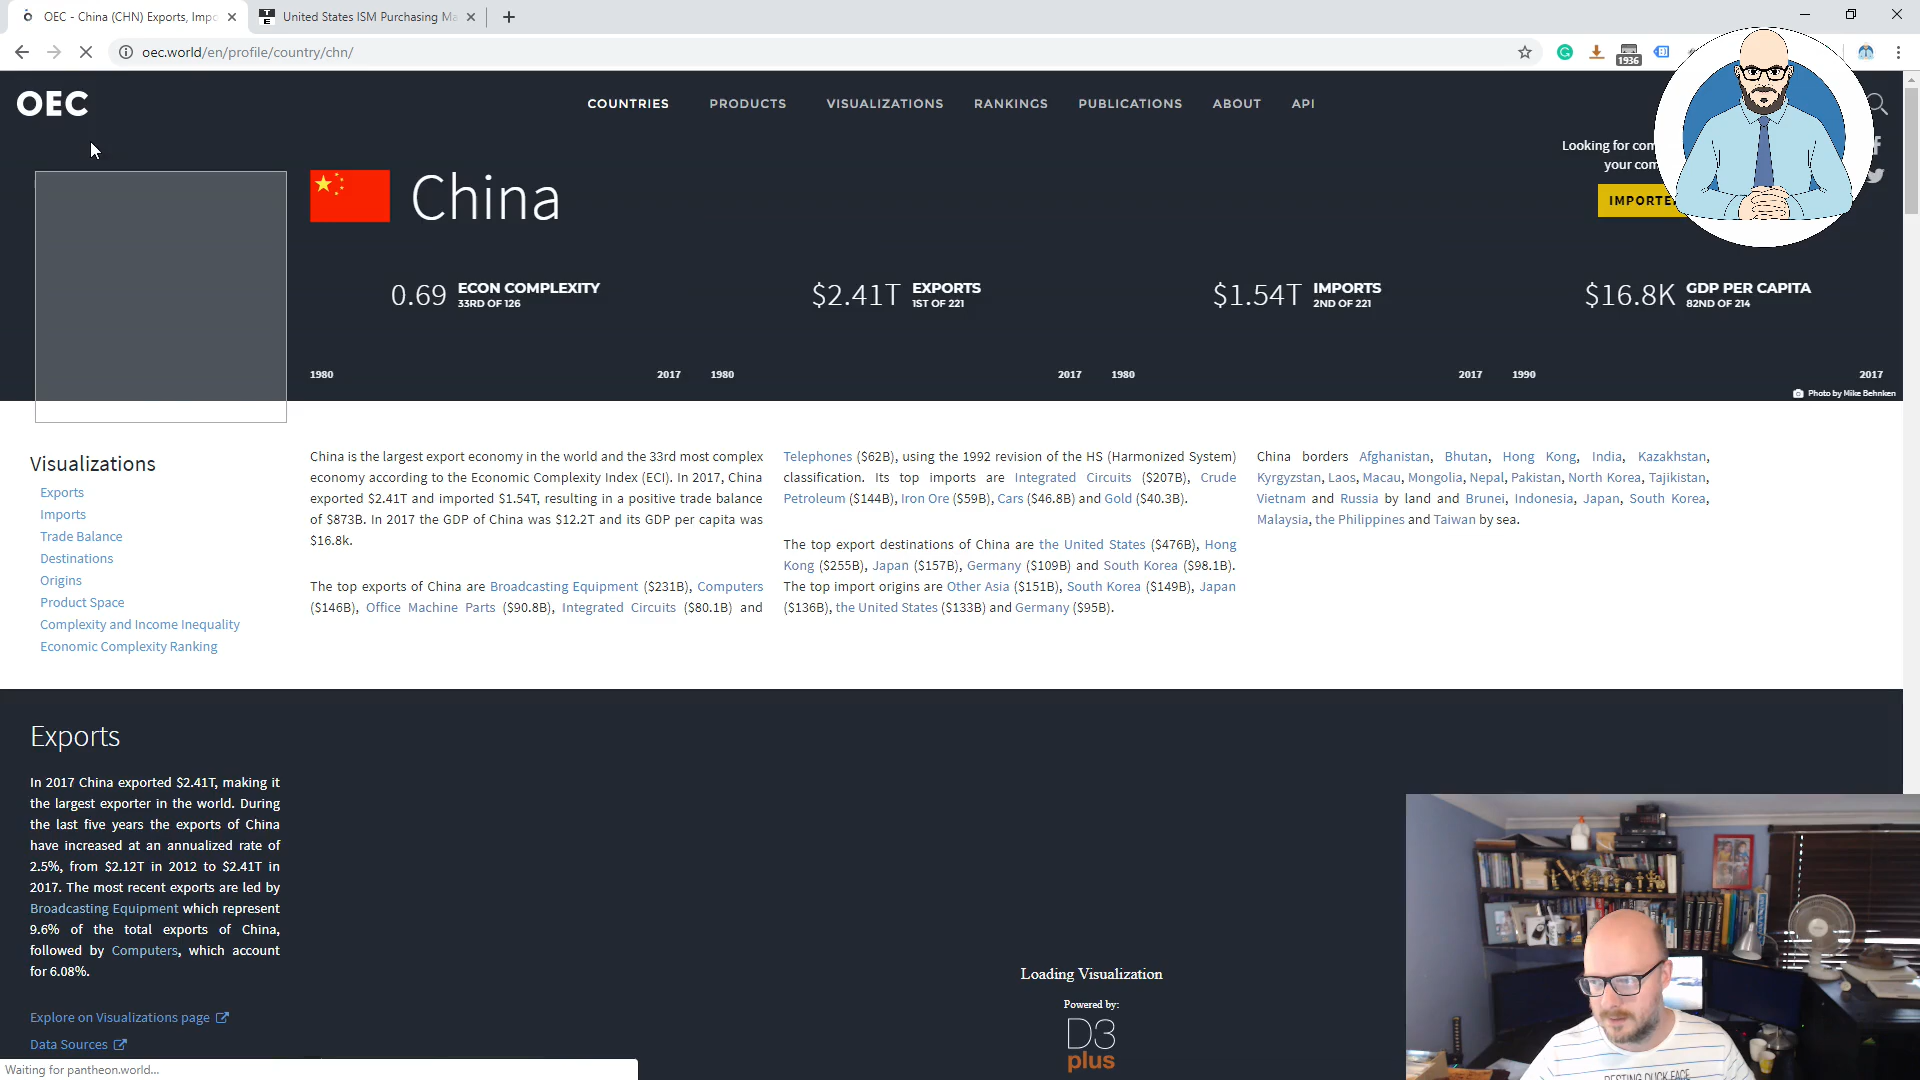 OEC - China (CHN) Exports, Impo
United States ISM Purchasing Ma
oec.world/en/profile/country/chn/
1936
OEC
COUNTRIES
PRODUCTS
VISUALIZATIONS
RANKINGS
PUBLICATIONS
ABOUT
API
Looking for
your
IMPORTE
China
0.69 ECON COMPLEXITY
33RD OF 126
$2.41T EXPORTS
1ST OF 221
$1.54T IMPORTS
2ND OF 221
$16.8K GDP PER CAPITA
82ND OF 214
1980 2017 1980 2017 1980 2017 1990 2017
Photo by Mike Behnken
Visualizations
Exports
Imports
Trade Balance
Destinations
Origins
Product Space
Complexity and Income Inequality
Economic Complexity Ranking
China is the largest export economy in the world and the 33rd most complex
economy according to the Economic Complexity Index (ECI). In 2017, China
exported $2.41T and imported $1.54T, resulting in a positive trade balance
of $873B. In 2017 the GDP of China was $12.2T and its GDP per capita was
$16.8k.
The top exports of China are Broadcasting Equipment ($231B), Computers
($146B), Office Machine Parts ($90.8B), Integrated Circuits ($80.1B) and
Telephones ($62B), using the 1992 revision of the HS (Harmonized System)
classification. Its top imports are Integrated Circuits ($207B), Crude
Petroleum ($144B), Iron Ore ($59B), Cars ($46.8B) and Gold ($40.3B).
The top export destinations of China are the United States ($476B), Hong
Kong ($255B), Japan ($157B), Germany ($109B) and South Korea ($98.1B).
The top import origins are Other Asia ($151B), South Korea ($149B), Japan
($136B), the United States ($133B) and Germany ($95B).
China borders Afghanistan, Bhutan, Hong Kong, India, Kazakhstan,
Kyrgyzstan, Laos, Macau, Mongolia, Nepal, Pakistan, North Korea, Tajikistan,
Vietnam and Russia by land and Brunei, Indonesia, Japan, South Korea,
Malaysia, the Philippines and Taiwan by sea.
Exports
In 2017 China exported $2.41T, making it
the largest exporter in the world. During
the last five years the exports of China
have increased at an annualized rate of
2.5%, from $2.12T in 2012 to $2.41T in
2017. The most recent exports are led by
Broadcasting Equipment which represent
9.6% of the total exports of China,
followed by Computers, which account
for 6.08%.
Explore on Visualizations page
Data Sources
Loading Visualization
Powered by:
D3
plus
Waiting for pantheon.world...
RESTING DUCK FACE